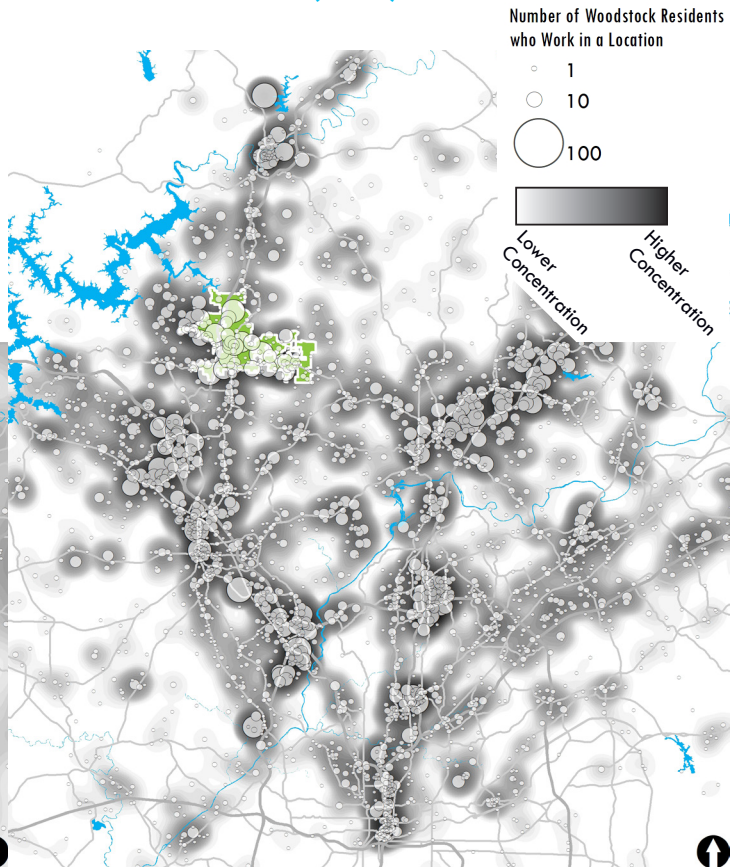 Number of Woodstock Residents
who Work in a Location
1
10
100
Lower
Concentration
Higher
Concentration